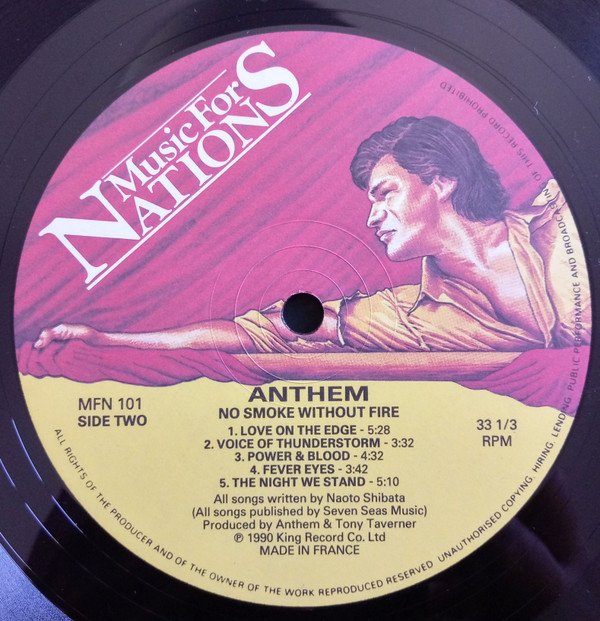 Music For
NATIONS
MFN 101
SIDE TWO
33 1/3
RPM
ANTHEM
NO SMOKE WITHOUT FIRE
1. LOVE ON THE EDGE - 5:28
2. VOICE OF THUNDERSTORM - 3:32
3. POWER & BLOOD - 4:32
4. FEVER EYES - 3:42
5. THE NIGHT WE STAND - 5:10
All songs written by Naoto Shibata
(All songs published by Seven Seas Music)
Produced by Anthem & Tony Taverner
℗ 1990 King Record Co. Ltd
MADE IN FRANCE
ALL RIGHTS OF THE PRODUCER AND OF THE OWNER OF THE WORK REPRODUCED RESERVED. UNAUTHORISED COPYING. HIRING. LENDING. PUBLIC PERFORMANCE AND BROADCASTING OF THIS RECORD PROHIBITED